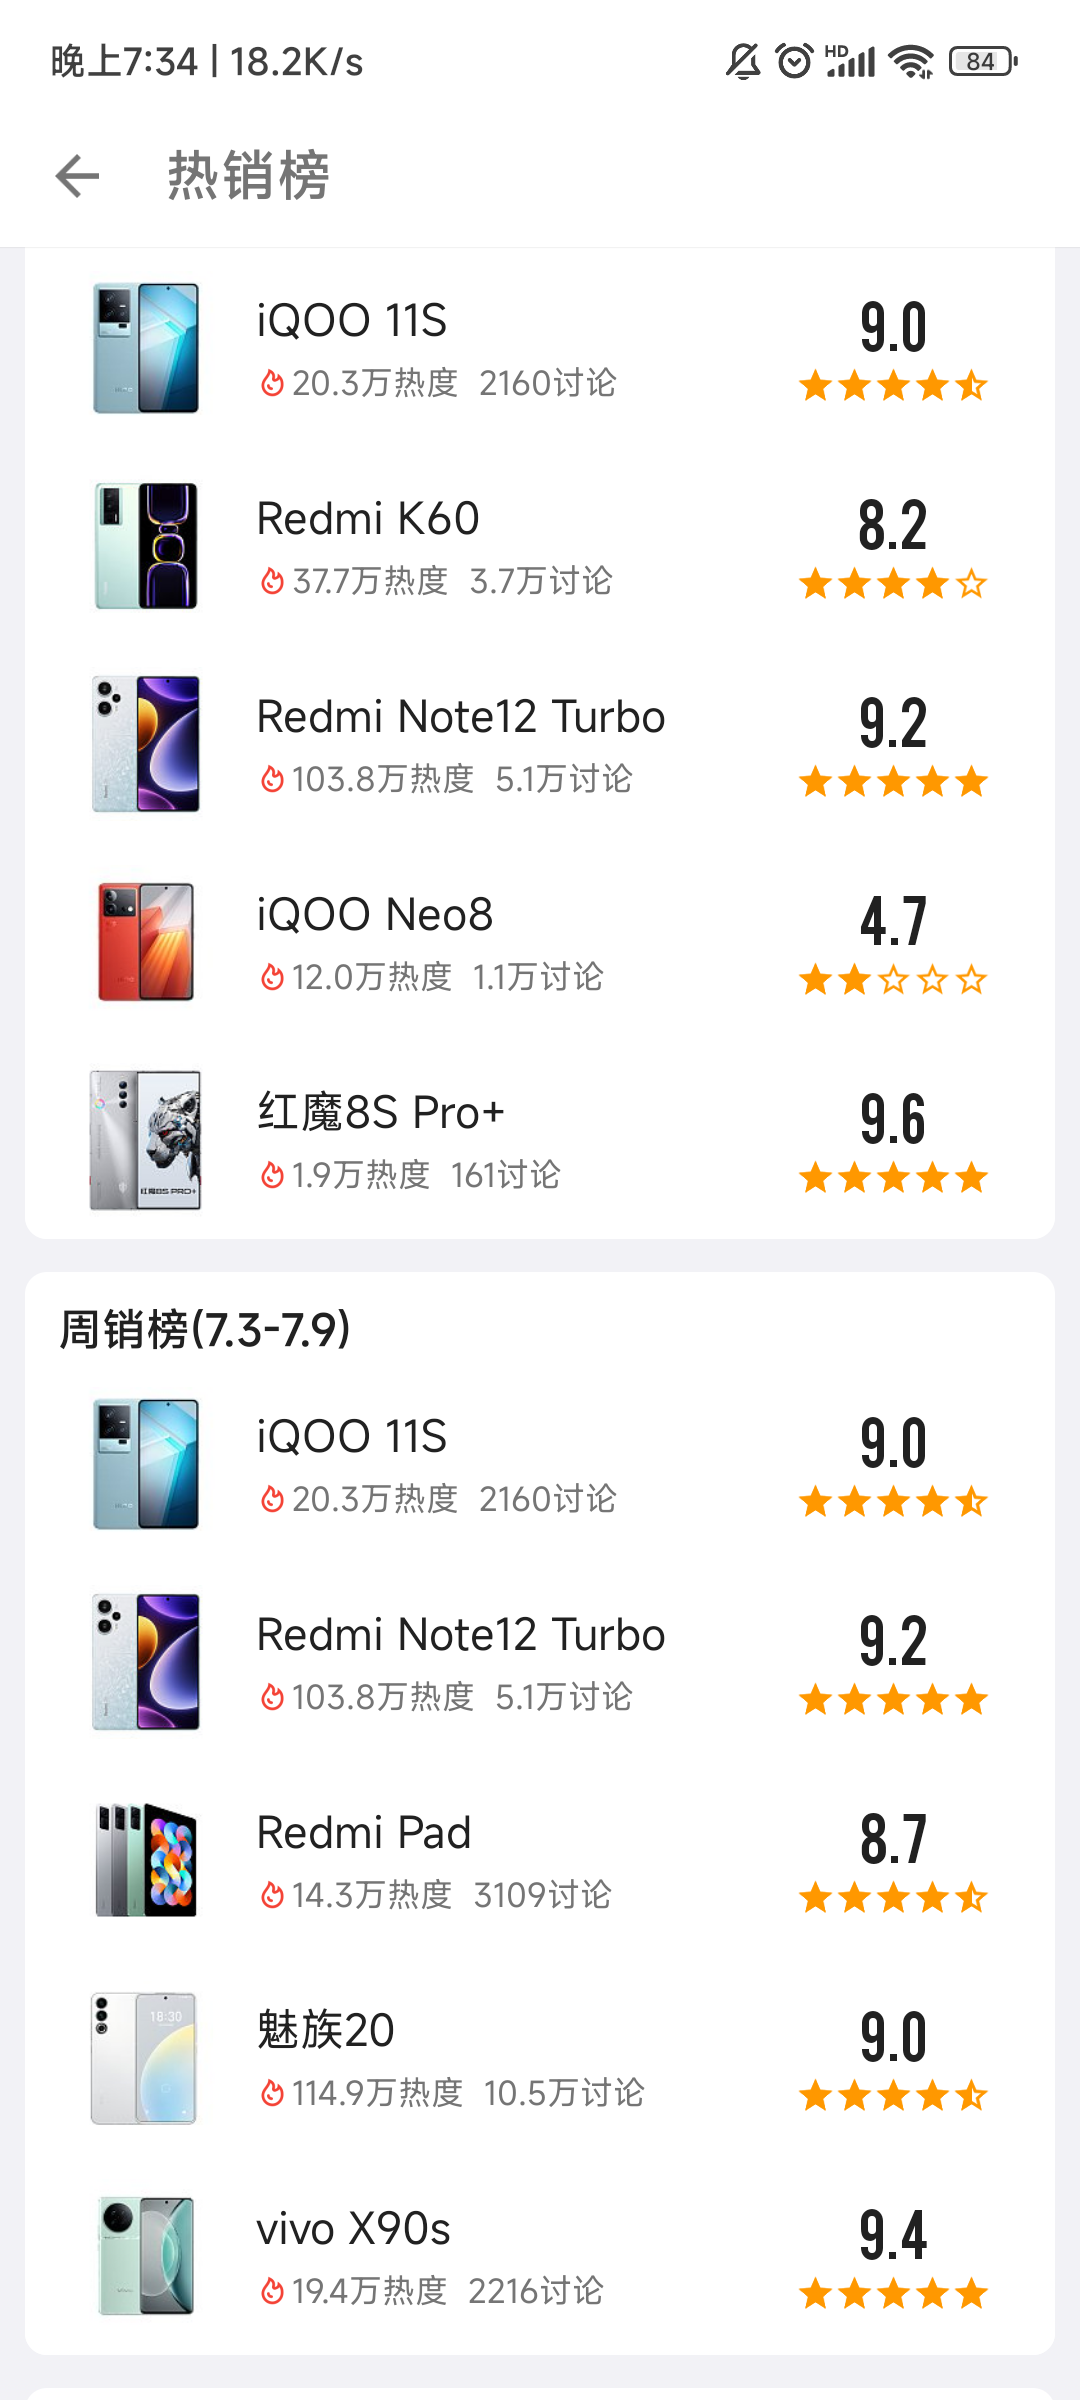 晚上7:34 | 18.2K/s
HD
84
热销榜
iQOO 11S
9.0
20.3万热度 2160讨论
Redmi K60
8.2
37.7万热度 3.7万讨论
Redmi Note12 Turbo
9.2
103.8万热度 5.1万讨论
iQOO Neo8
4.7
12.0万热度 1.1万讨论
红魔8S Pro+
9.6
1.9万热度 161讨论
红魔8S PRO+
周销榜(7.3-7.9)
iQOO 11S
9.0
20.3万热度 2160讨论
Redmi Note12 Turbo
9.2
103.8万热度 5.1万讨论
Redmi Pad
8.7
14.3万热度 3109讨论
魅族20
9.0
18:30
114.9万热度 10.5万讨论
vivo X90s
9.4
19.4万热度 2216讨论